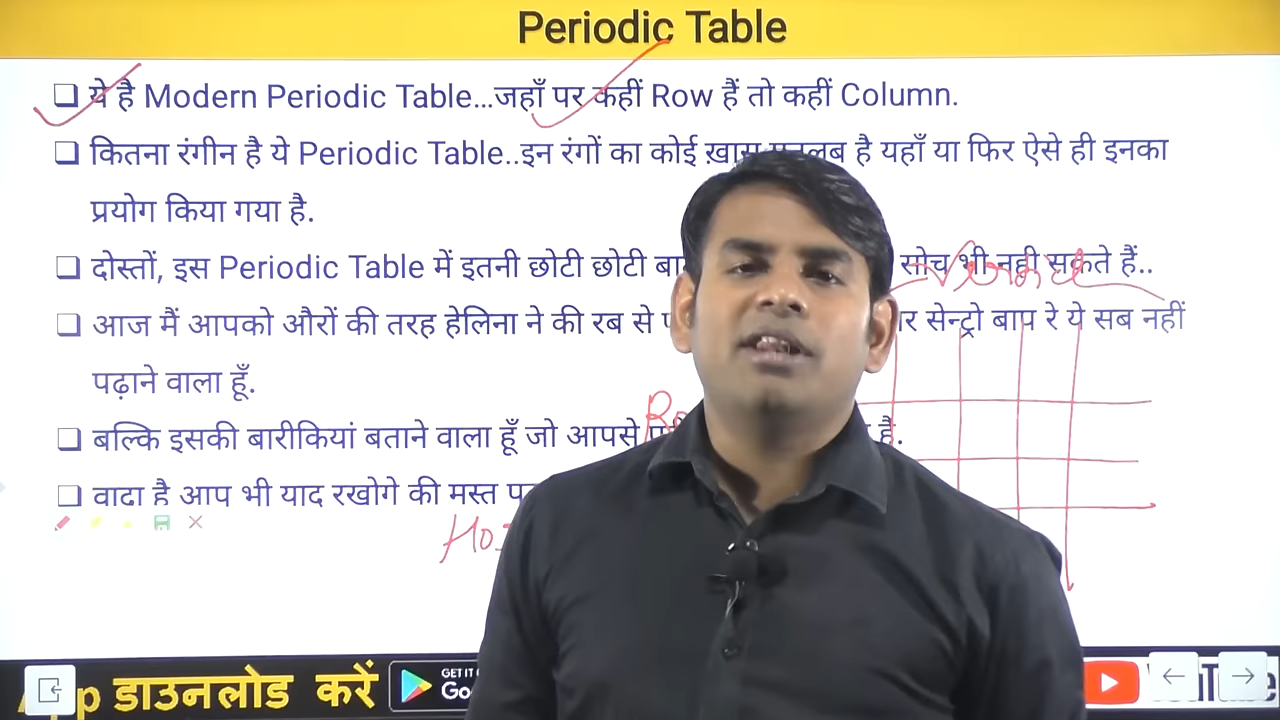 Periodic Table
❑ ये है Modern Periodic Table...जहाँ पर कहीं Row हैं तो कहीं Column.
❑ कितना रंगीन है ये Periodic Table..इन रंगों का कोई ख़ास मतलब है यहाँ या फिर ऐसे ही इनका
प्रयोग किया गया है.
❑ दोस्तों, इस Periodic Table में इतनी छोटी छोटी सोच भी नही सकते हैं..
❑ आज मैं आपको औरों की तरह हेलिना ने की रब से सेन्ट्रो बाप रे ये सब नहीं
पढ़ाने वाला हूँ.
❑ बल्कि इसकी बारीकियां बताने वाला हूँ जो आपसे है.
❑ वादा है आप भी याद रखोगे की मस्त
App डाउनलोड करें
GET IT